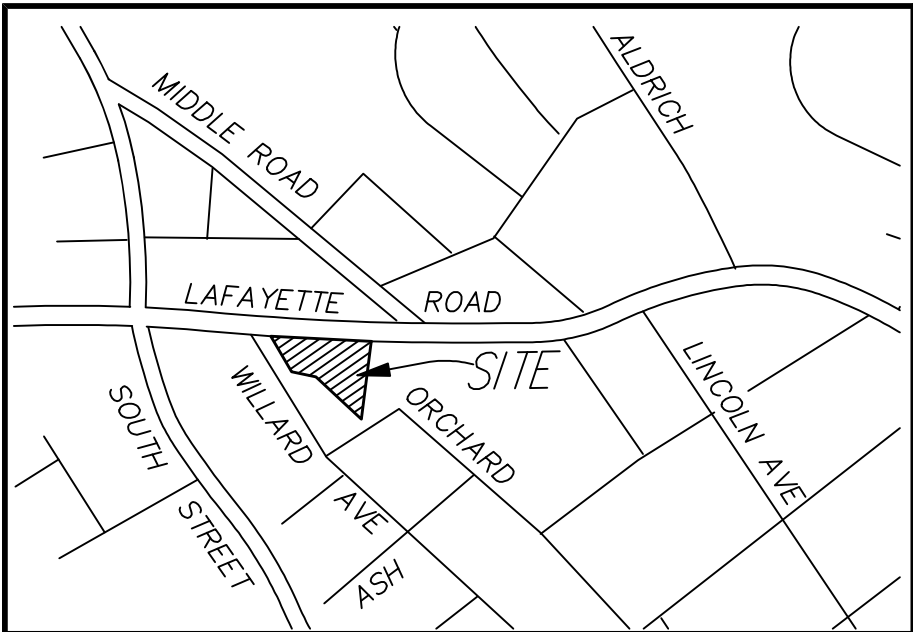 MIDDLE ROAD
ALDRICH
LAFAYETTE ROAD
SITE
WILLARD AVE
ORCHARD
LINCOLN AVE
SOUTH STREET
ASH